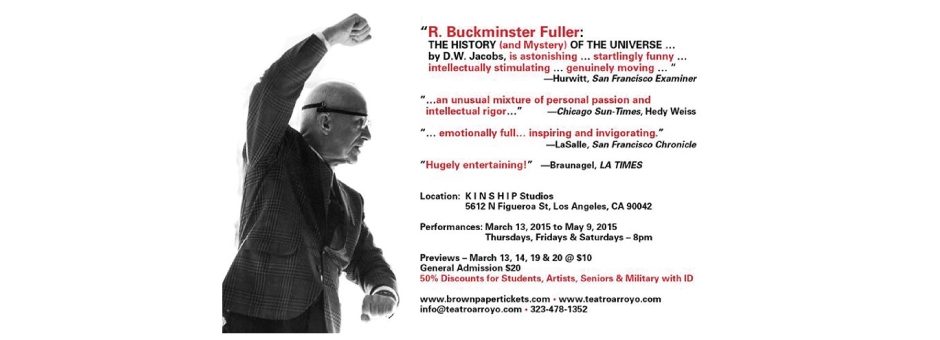 “R. Buckminster Fuller:
THE HISTORY (and Mystery) OF THE UNIVERSE ...
by D.W. Jacobs, is astonishing ... startlingly funny ...
intellectually stimulating ... genuinely moving ... ”
—Hurwitt, San Francisco Examiner
“...an unusual mixture of personal passion and
intellectual rigor...” —Chicago Sun-Times, Hedy Weiss
“... emotionally full... inspiring and invigorating.”
—LaSalle, San Francisco Chronicle
“Hugely entertaining!” —Braunagel, LA TIMES
Location: K I N S H I P Studios
5612 N Figueroa St, Los Angeles, CA 90042
Performances: March 13, 2015 to May 9, 2015
Thursdays, Fridays & Saturdays – 8pm
Previews – March 13, 14, 19 & 20 @ $10
General Admission $20
50% Discounts for Students, Artists, Seniors & Military with ID
www.brownpapertickets.com • www.teatroarroyo.com
info@teatroarroyo.com • 323-478-1352